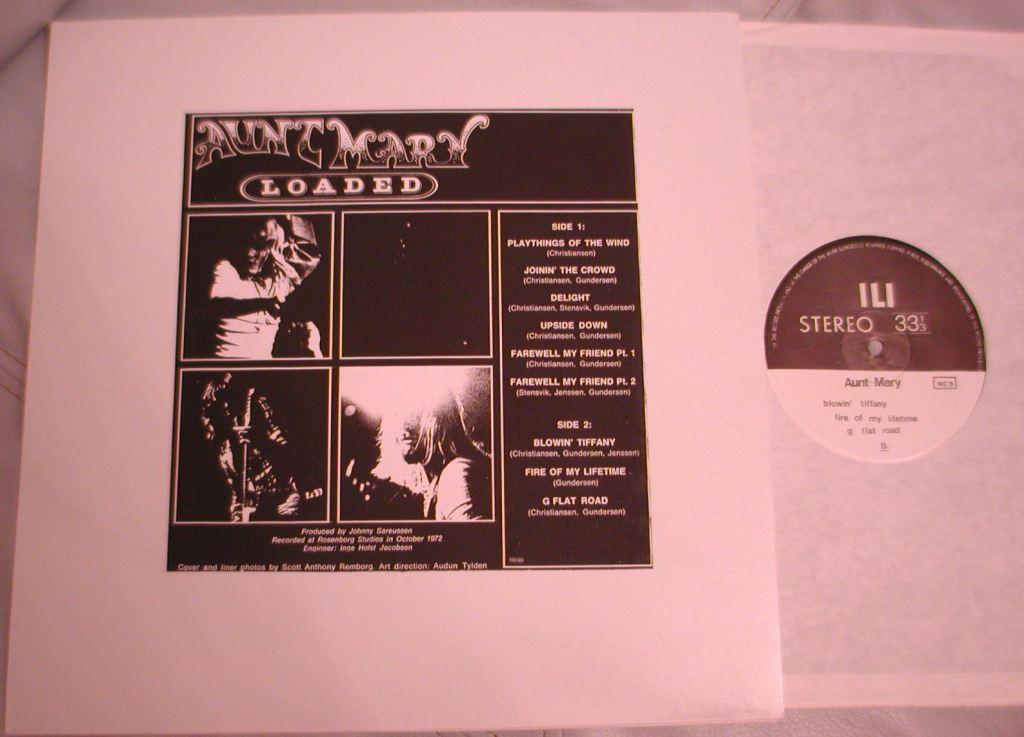 AUNT MARY
LOADED
SIDE 1:
PLAYTHINGS OF THE WIND
(Christiansen)
JOININ' THE CROWD
(Christiansen, Gundersen)
DELIGHT
(Christiansen, Stensvik, Gundersen)
UPSIDE DOWN
(Christiansen, Gundersen)
FAREWELL MY FRIEND Pt. 1
(Christiansen, Gundersen)
FAREWELL MY FRIEND Pt. 2
(Stensvik, Jenssen, Gundersen)
SIDE 2:
BLOWIN' TIFFANY
(Christiansen, Gundersen, Jenssen)
FIRE OF MY LIFETIME
(Gundersen)
G FLAT ROAD
(Christiansen, Gundersen)
Produced by Johnny Sareussen
Recorded at Rosenborg Studios in October 1972
Engineer: Inge Holst Jacobsen
Cover and liner photos by Scott Anthony Remborg. Art direction: Audun Tylden
ILI
STEREO 33 1/3
Aunt Mary
NCB
blowin' tiffany
fire of my lifetime
g flat road
B